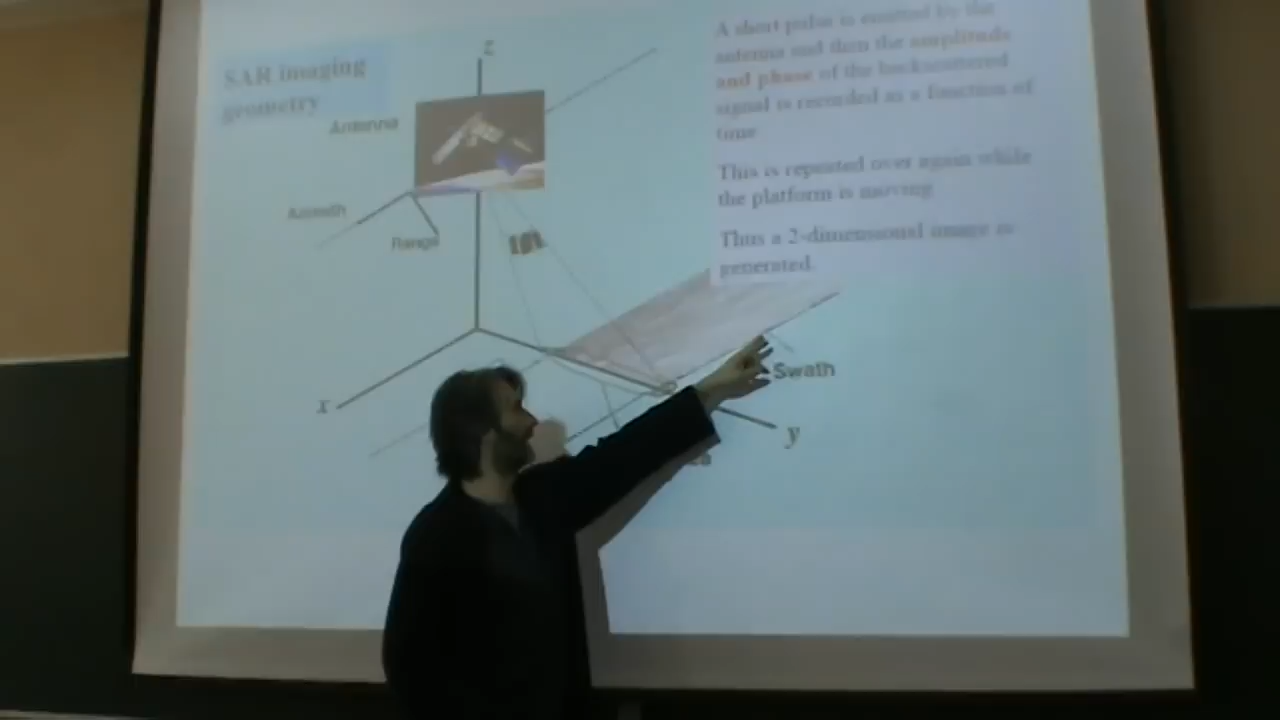 SAR imaging
geometry
z
Antenna
Azimuth
Range
x
y
Swath
A short pulse is emitted by the
antenna and then the amplitude
and phase of the backscattered
signal is recorded as a function of
time
This is repeated over again while
the platform is moving
Thus a 2-dimensional image is
generated.